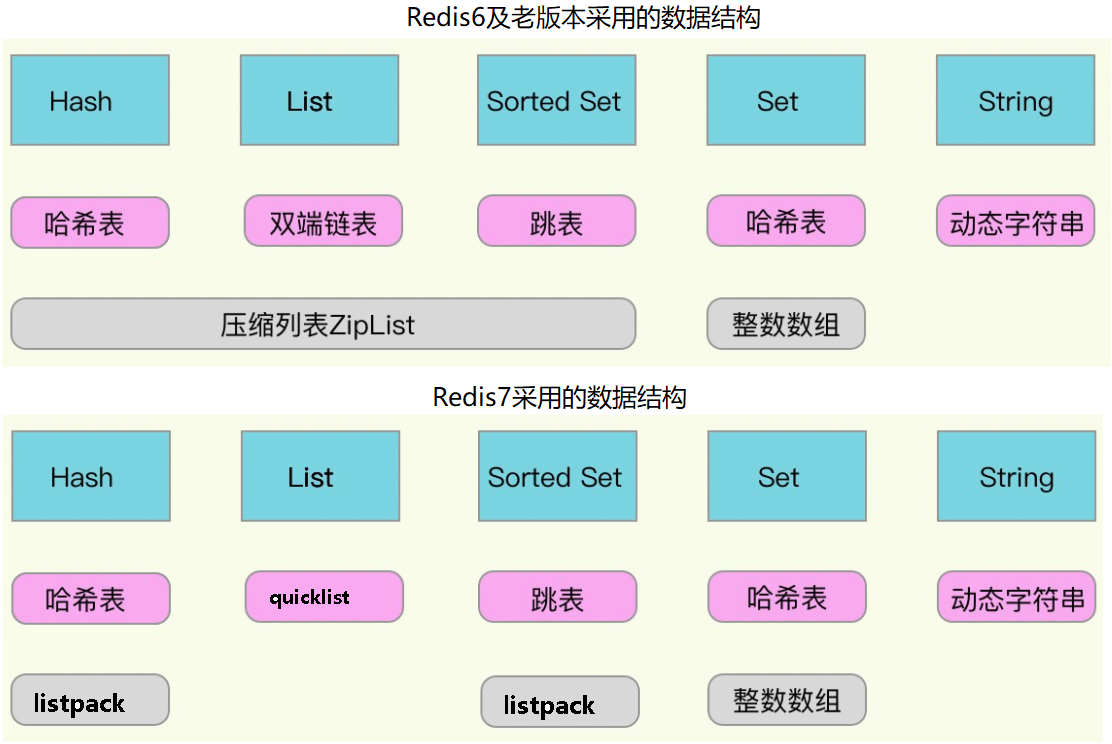 Redis6及老版本采用的数据结构
Hash List Sorted Set Set String
哈希表 双端链表 跳表 哈希表 动态字符串
压缩列表ZipList 整数数组
Redis7采用的数据结构
Hash List Sorted Set Set String
哈希表 quicklist 跳表 哈希表 动态字符串
listpack listpack 整数数组